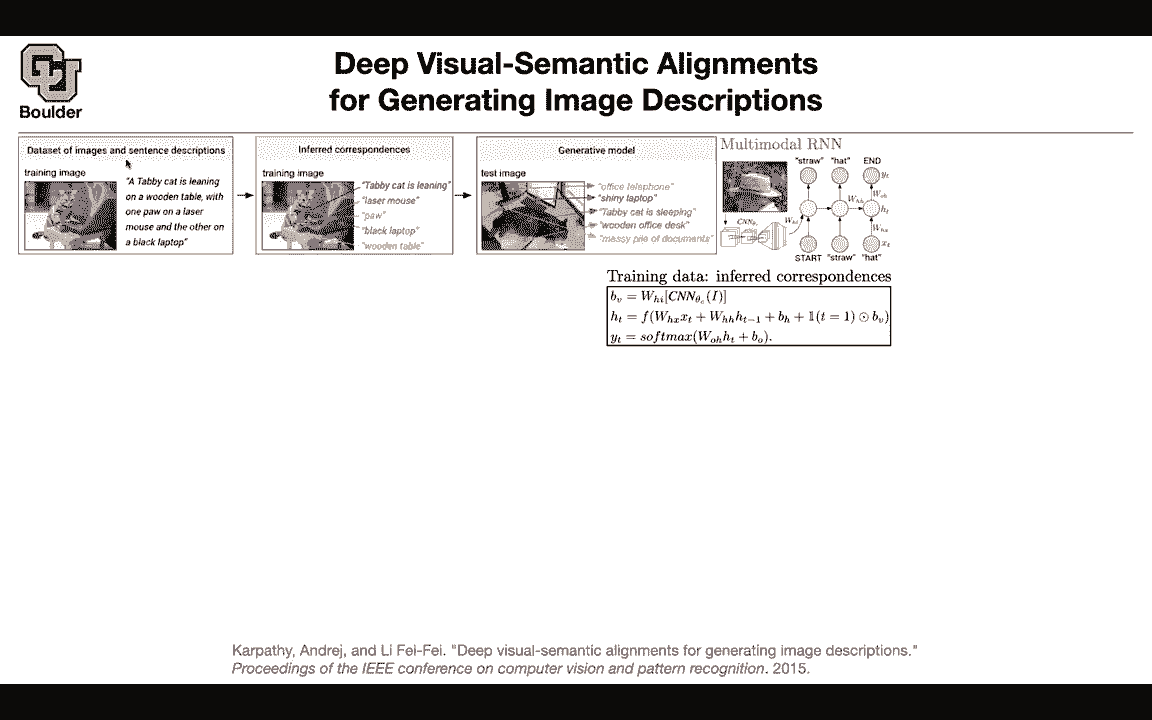 Boulder
Deep Visual-Semantic Alignments
for Generating Image Descriptions
Dataset of images and sentence descriptions
training image
"A Tabby cat is leaning
on a wooden table, with
one paw on a laser
mouse and the other on
a black laptop"
Inferred correspondences
training image
"Tabby cat is leaning"
"laser mouse"
"paw"
"black laptop"
"wooden table"
Generative model
test image
"office telephone"
"shiny laptop"
"Tabby cat is sleeping"
"wooden office desk"
"messy pile of documents"
Multimodal RNN
"straw" "hat" END
y_t
W_{oh}
W_{hh}
h_t
CNN_{θ_c} W_{hi}
W_{hx}
x_t
START "straw" "hat"
Training data: inferred correspondences
b_v = W_{hi}[CNN_{θ_c}(I)]
h_t = f(W_{hx}x_t + W_{hh}h_{t−1} + b_h + 𝟙(t = 1) ⊙ b_v)
y_t = softmax(W_{oh}h_t + b_o).
Karpathy, Andrej, and Li Fei-Fei. "Deep visual-semantic alignments for generating image descriptions."
Proceedings of the IEEE conference on computer vision and pattern recognition. 2015.